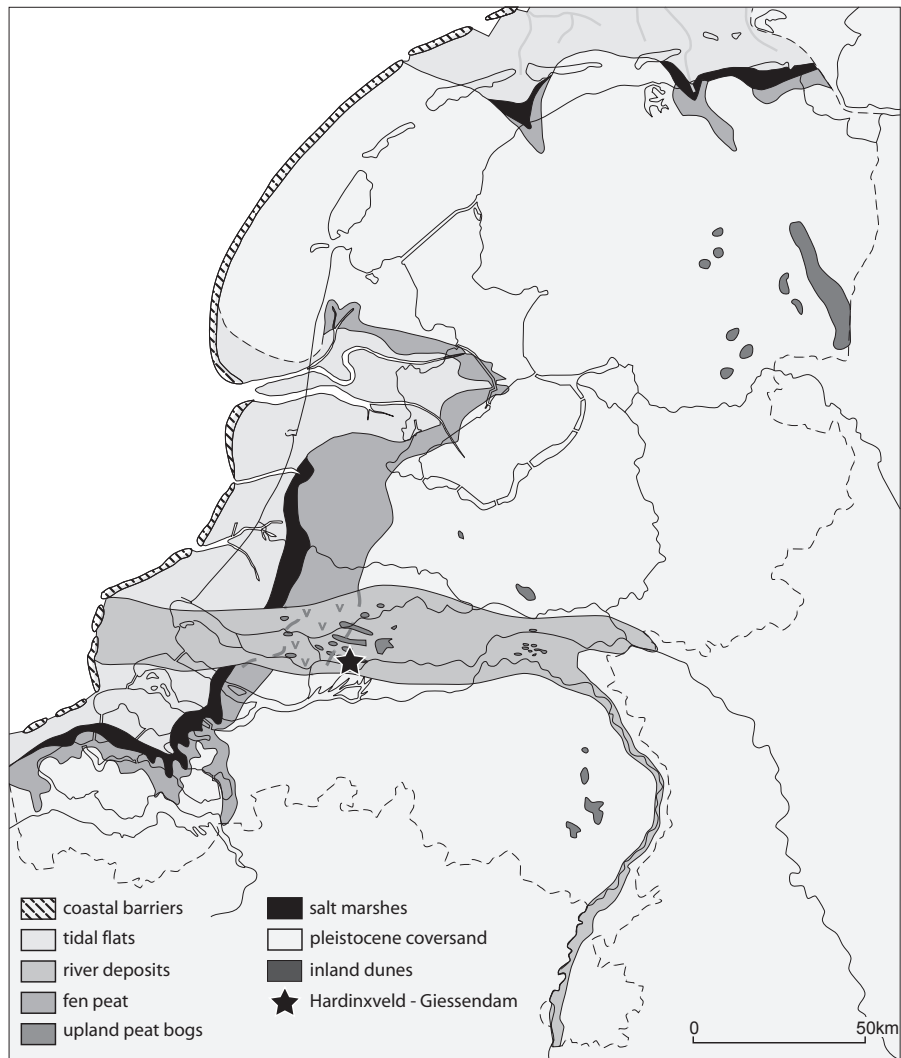 coastal barriers
tidal flats
river deposits
fen peat
upland peat bogs
salt marshes
pleistocene coversand
inland dunes
Hardinxveld - Giessendam
0 50km